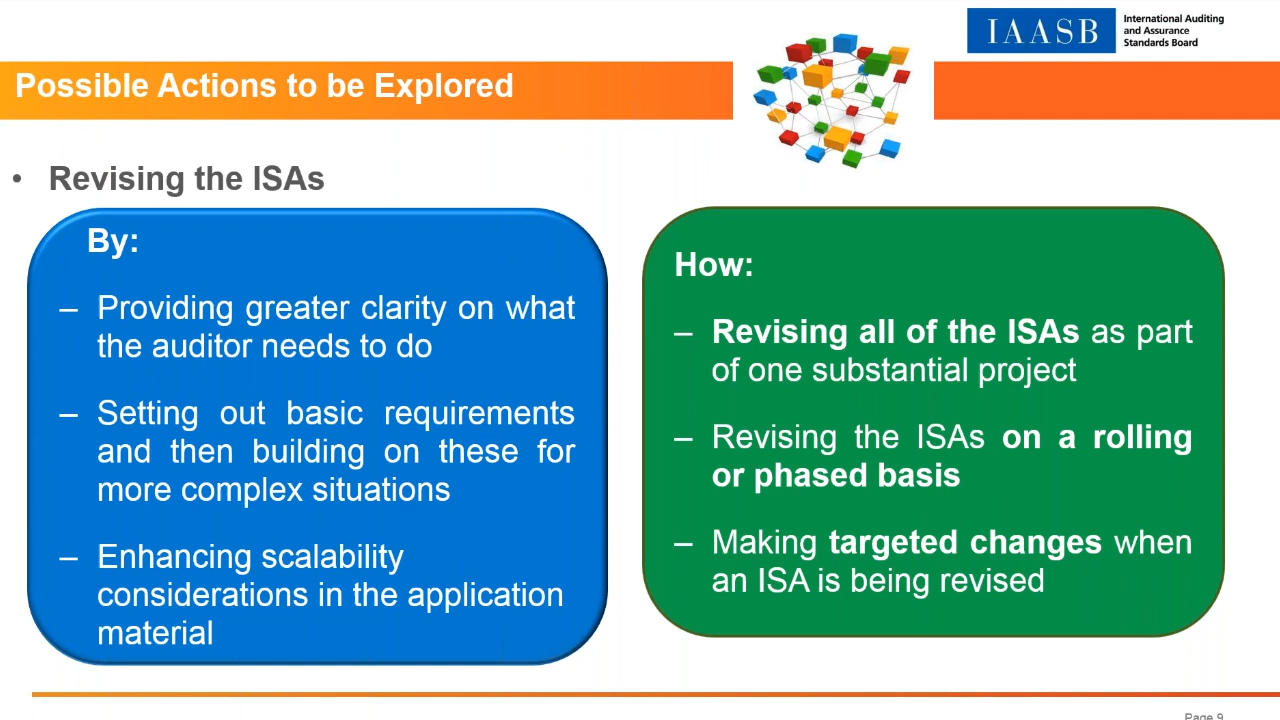 IAASB
International Auditing
and Assurance
Standards Board
Possible Actions to be Explored
• Revising the ISAs
By:
– Providing greater clarity on what
the auditor needs to do
– Setting out basic requirements
and then building on these for
more complex situations
– Enhancing scalability
considerations in the application
material
How:
– Revising all of the ISAs as part
of one substantial project
– Revising the ISAs on a rolling
or phased basis
– Making targeted changes when
an ISA is being revised
Page 9